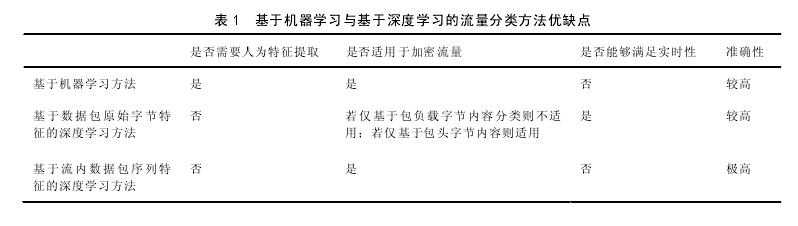 表 1 基于机器学习与基于深度学习的流量分类方法优缺点
是否需要人为特征提取 是否适用于加密流量 是否能够满足实时性 准确性
基于机器学习方法 是 是 否 较高
基于数据包原始字节特 否 若仅基于包负载字节内容分类则不适 是 较高
征的深度学习方法 用；若仅基于包头字节内容则适用
基于流内数据包序列特 否 是 否 极高
征的深度学习方法